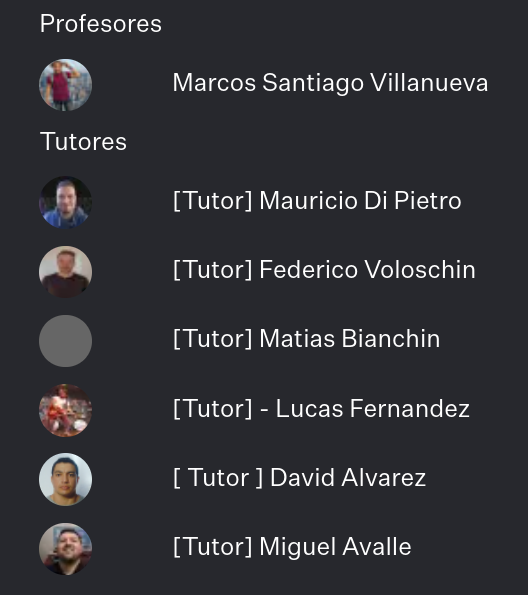 Profesores
Marcos Santiago Villanueva
Tutores
[Tutor] Mauricio Di Pietro
[Tutor] Federico Voloschin
[Tutor] Matias Bianchin
[Tutor] - Lucas Fernandez
[ Tutor ] David Alvarez
[Tutor] Miguel Avalle